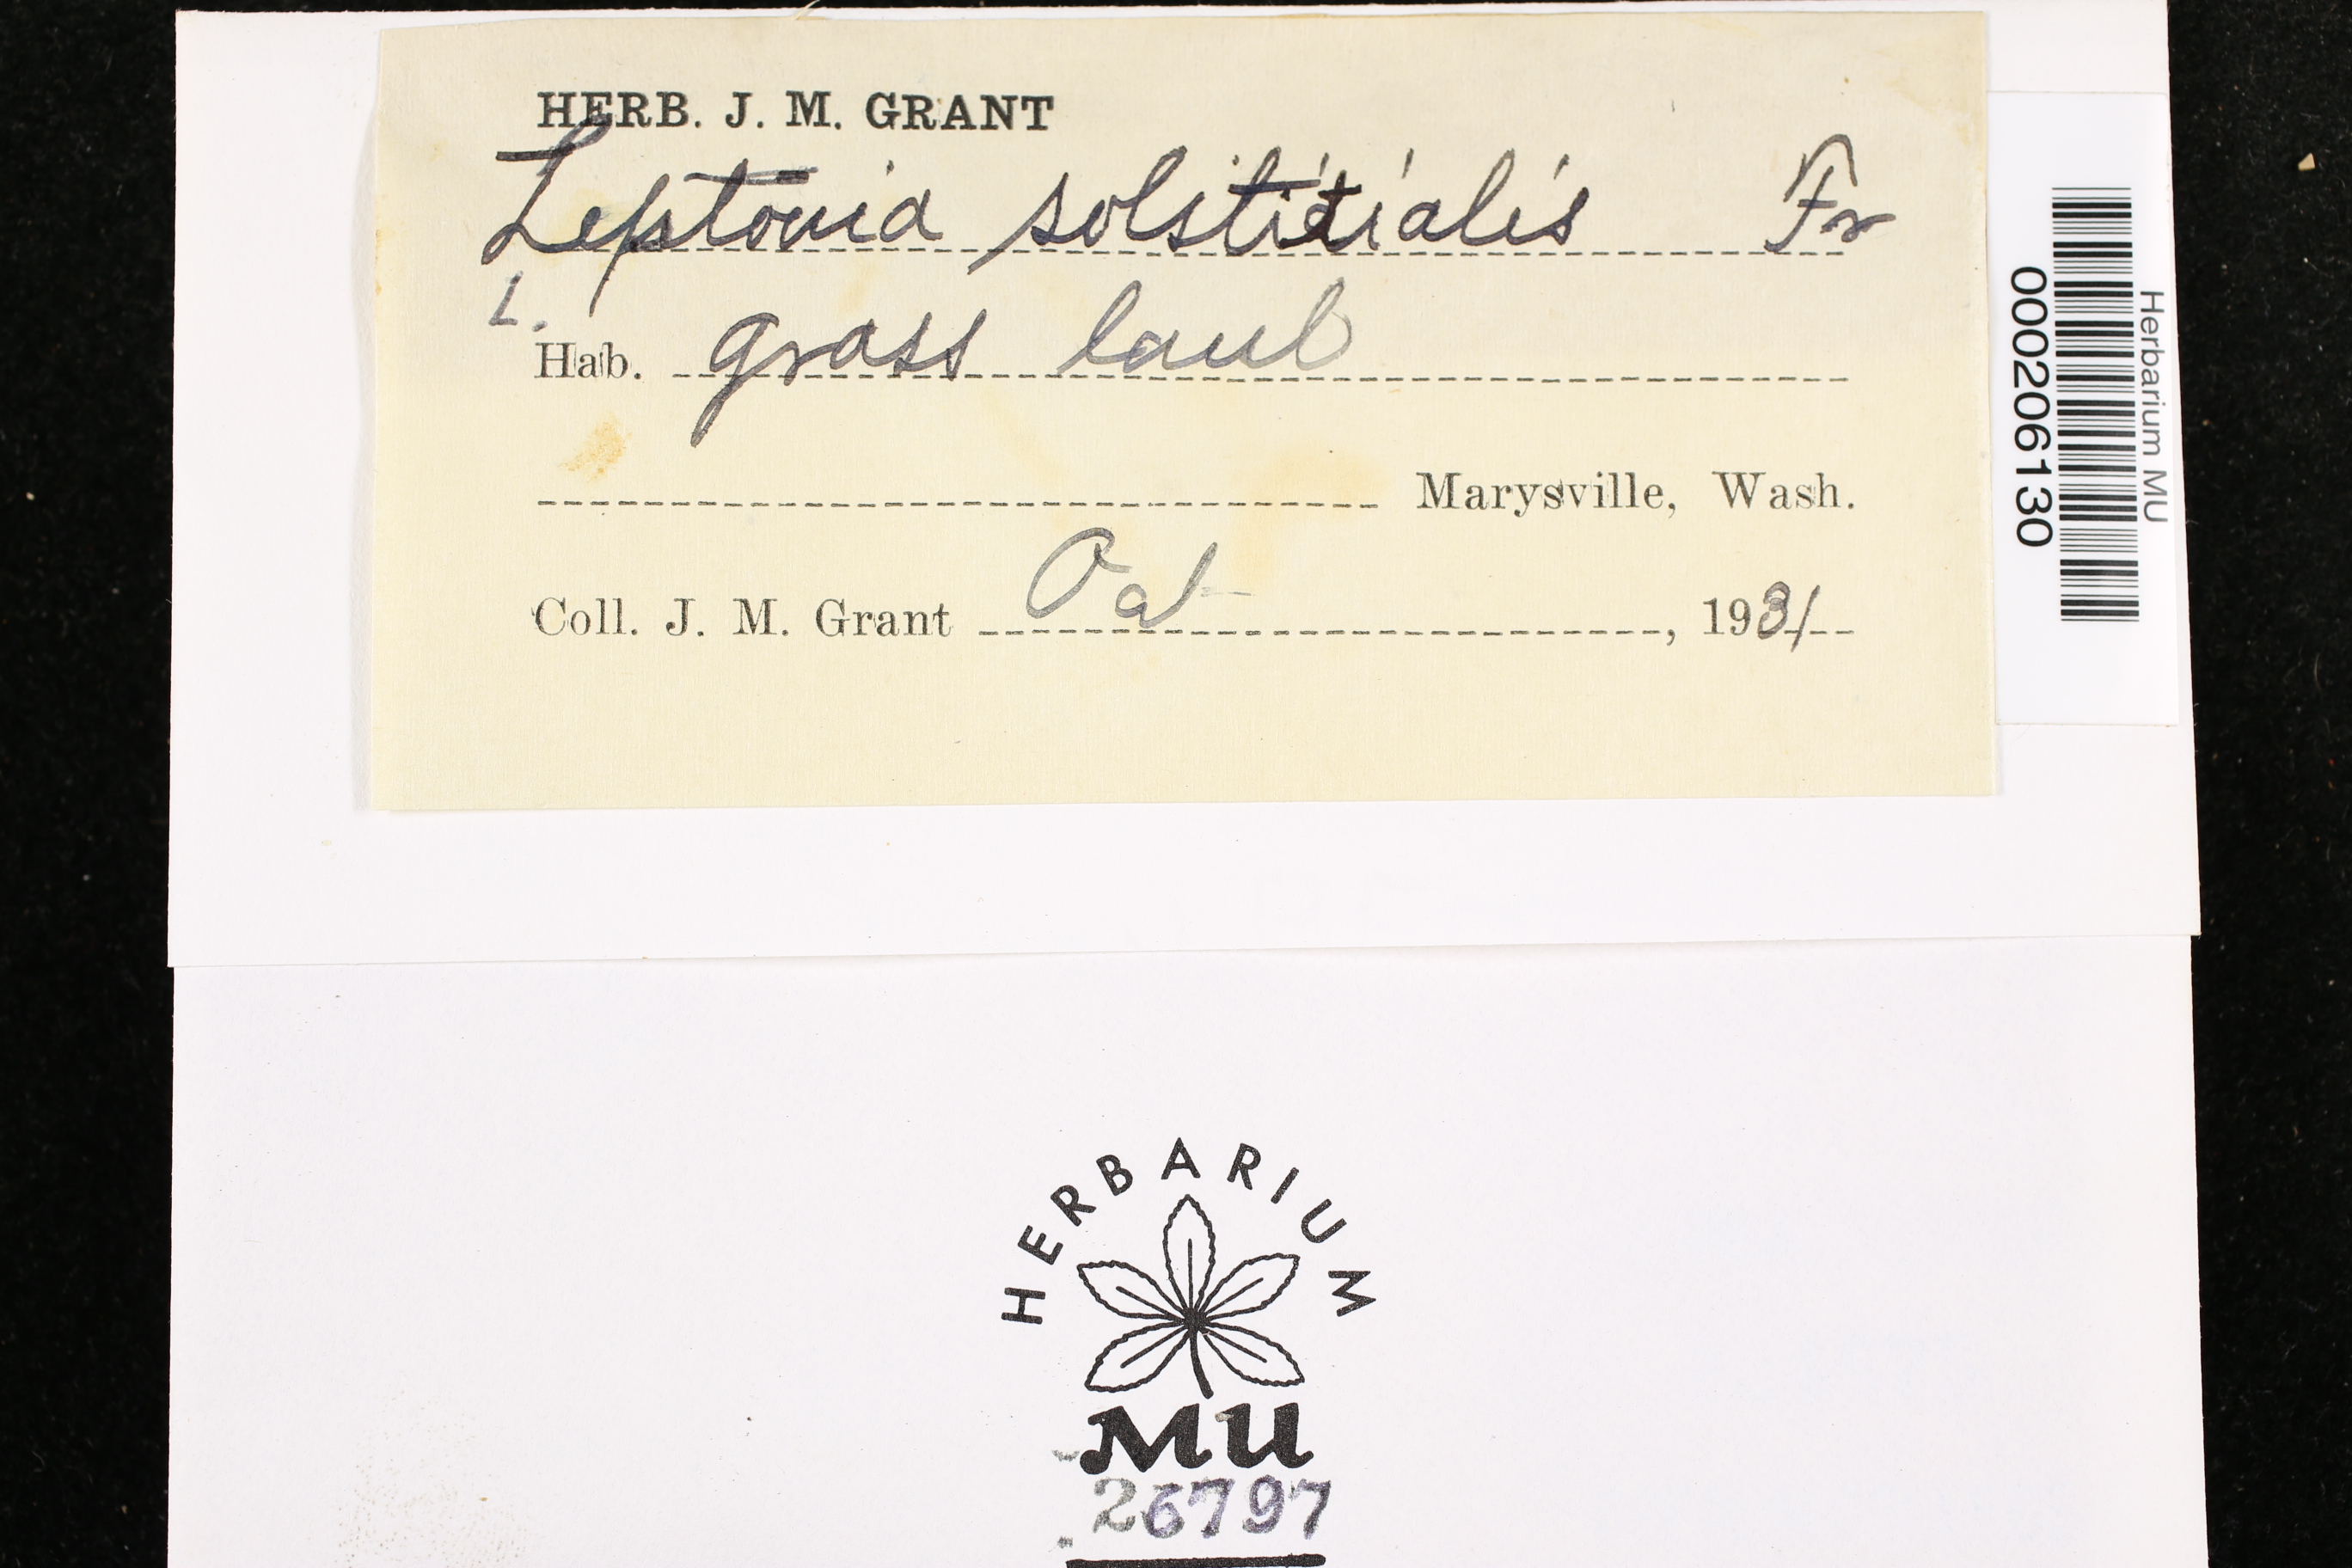 HERB. J. M. GRANT
Leptonia solstitialis Fr
L.
Hab. grass land
Marysville, Wash.
Coll. J. M. Grant Oct , 1931
Herbarium MU
000206130
HERBARIUM
MU
26797